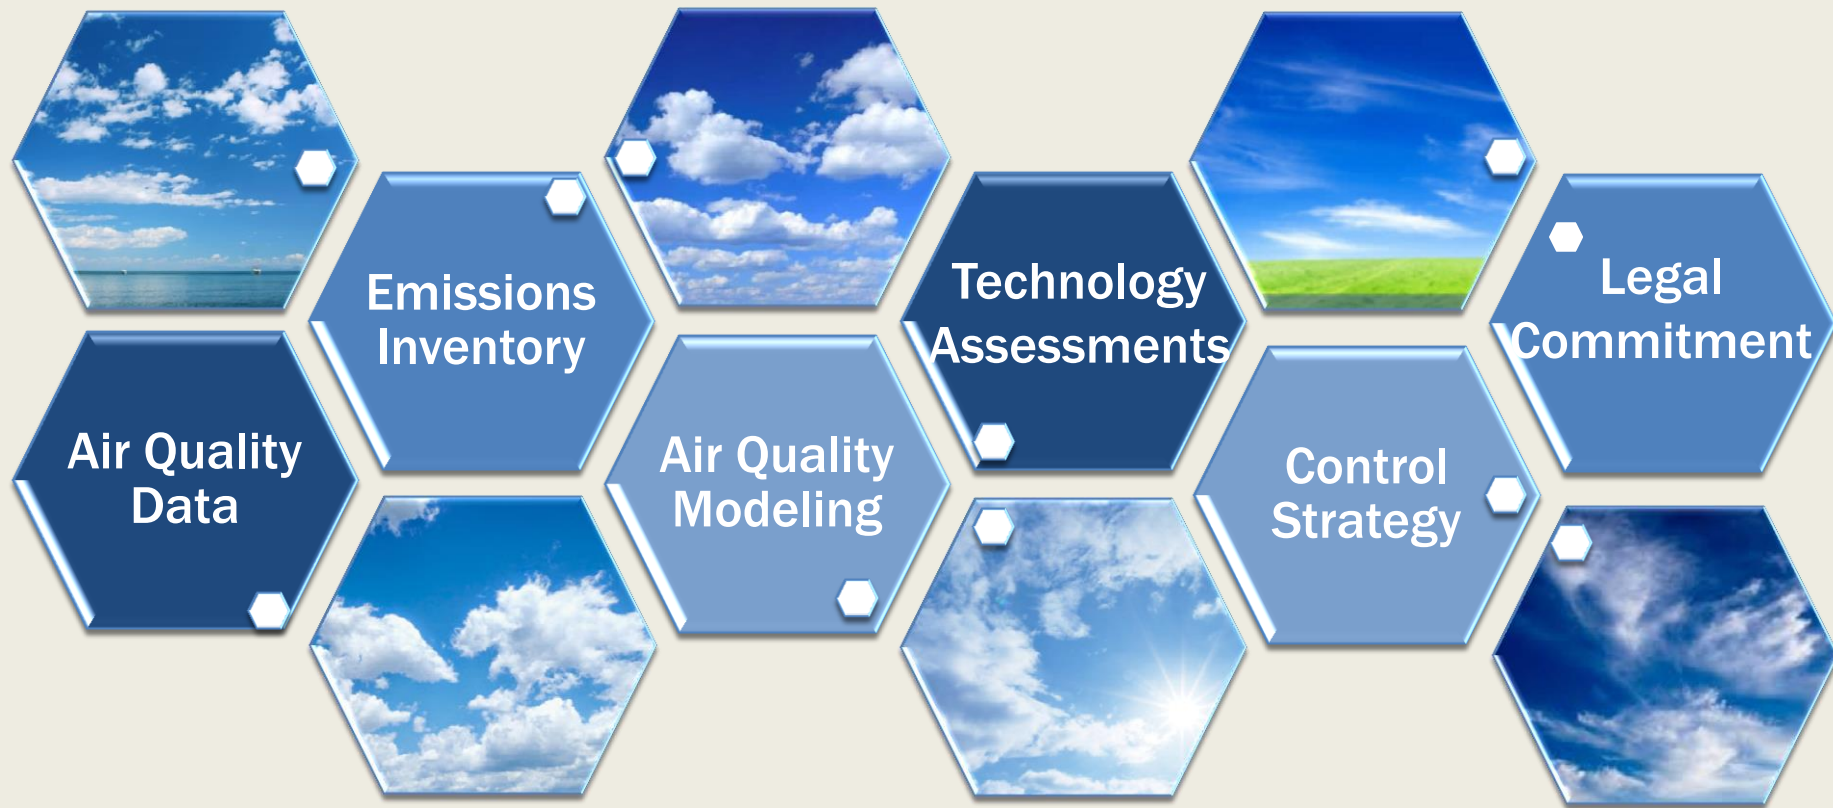 Air Quality
Data
Emissions
Inventory
Air Quality
Modeling
Technology
Assessments
Control
Strategy
Legal
Commitment